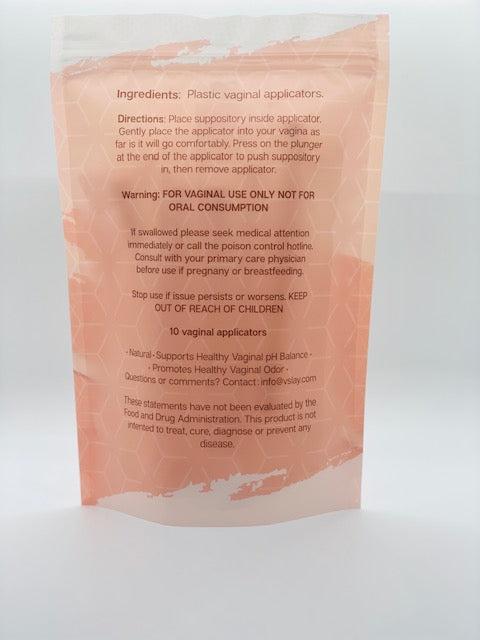 Ingredients: Plastic vaginal applicators.
Directions: Place suppository inside applicator.
Gently place the applicator into your vagina as
far is it will go comfortably. Press on the plunger
at the end of the applicator to push suppository
in, then remove applicator.
Warning: FOR VAGINAL USE ONLY NOT FOR
ORAL CONSUMPTION
If swallowed please seek medical attention
immediately or call the poison control hotline.
Consult with your primary care physician
before use if pregnany or breastfeeding.
Stop use if issue persists or worsens. KEEP
OUT OF REACH OF CHILDREN
10 vaginal applicators
• Natural • Supports Healthy Vaginal pH Balance •
• Promotes Healthy Vaginal Odor •
Questions or comments? Contact: info@vslay.com
These statements have not been evaluated by the
Food and Drug Administration. This product is not
intended to treat, cure, diagnose or prevent any
disease.